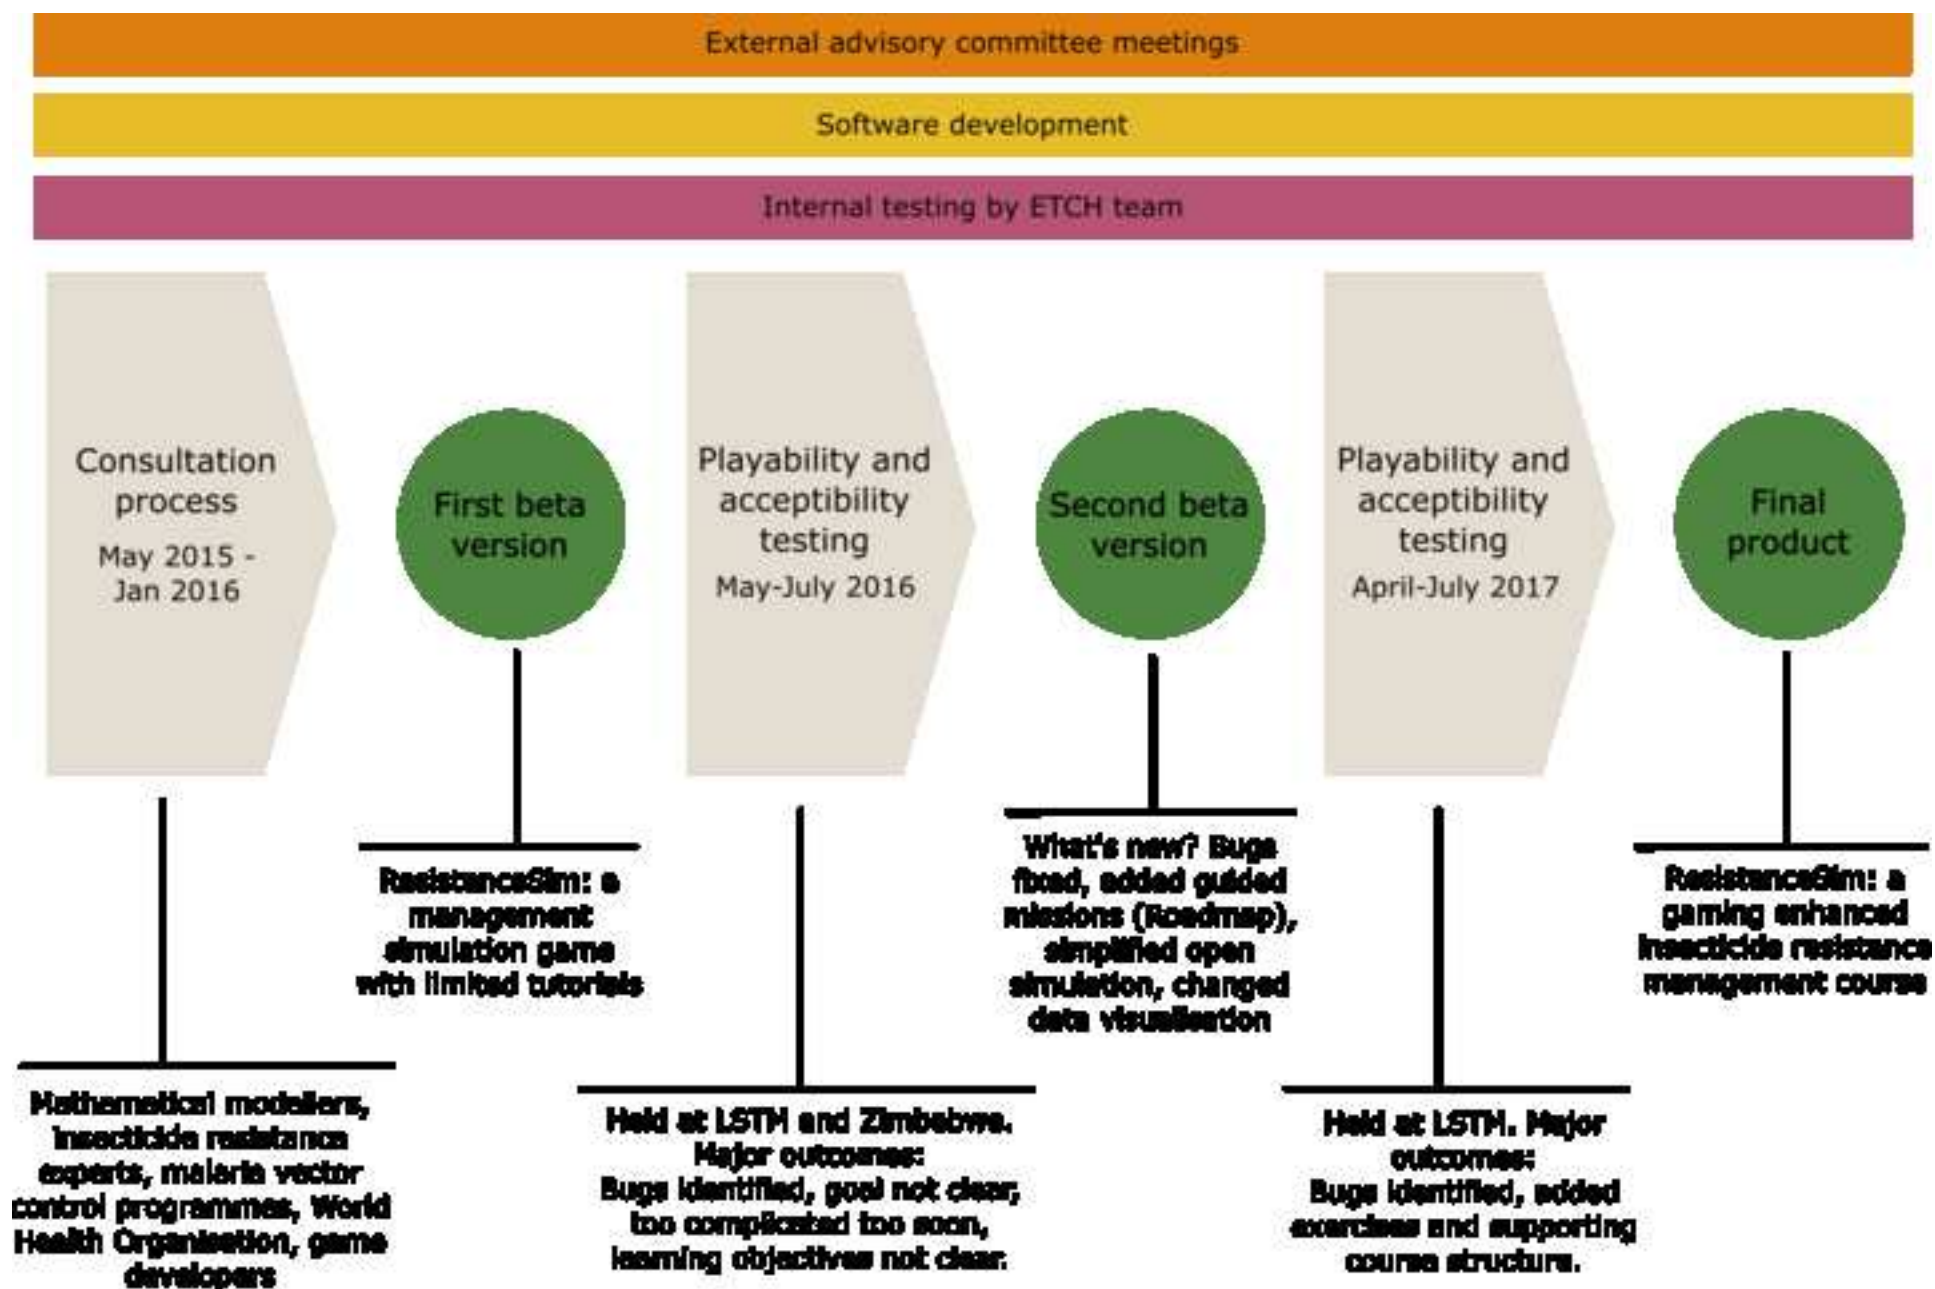 External advisory committee meetings
Software development
Internal testing by ETCH team
Consultation
process
May 2015 -
Jan 2016
First beta
version
Playability and
acceptibility
testing
May-July 2016
Second beta
version
Playability and
acceptibility
testing
April-July 2017
Final
product
Mathematical modellers,
insecticide resistance
experts, malaria vector
control programmes, World
Health Organisation, game
developers
ResistanceSim: a
management
simulation game
with limited tutorials
Held at LSTM and Zimbabwe.
Major outcomes:
Bugs identified, goal not clear,
too complicated too soon,
learning objectives not clear.
What's new? Bugs
fixed, added guided
missions (Roadmap),
simplified open
simulation, changed
data visualisation
Held at LSTM. Major
outcomes:
Bugs identified, added
exercises and supporting
course structure.
ResistanceSim: a
gaming enhanced
insecticide resistance
management course